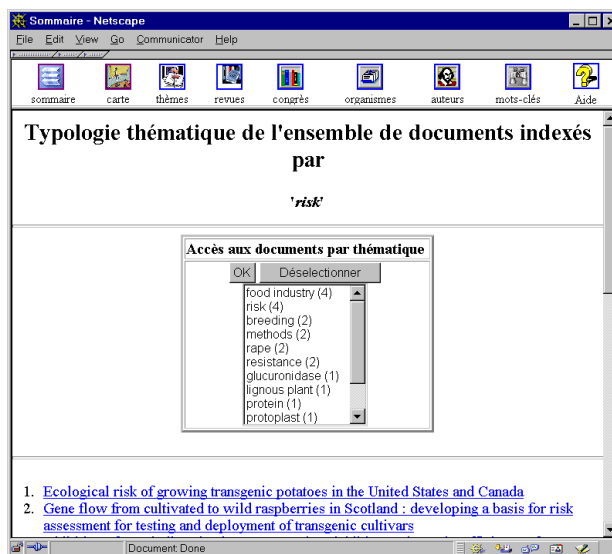 Sommaire - Netscape
File Edit View Go Communicator Help
sommaire carte thèmes revues congrès organismes auteurs mots-clés Aide
Typologie thématique de l'ensemble de documents indexés
par
'risk'
Accès aux documents par thématique
OK Déselectionner
food industry (4)
risk (4)
breeding (2)
methods (2)
rape (2)
resistance (2)
glucuronidase (1)
lignous plant (1)
protein (1)
protoplast (1)
1. Ecological risk of growing transgenic potatoes in the United States and Canada
2. Gene flow from cultivated to wild raspberries in Scotland : developing a basis for risk
assessment for testing and deployment of transgenic cultivars
Document Done